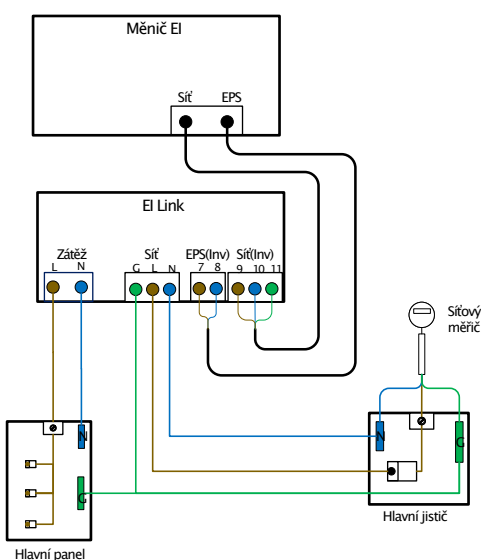 Měnič EI
Síť EPS
EI Link
Zátěž Síť EPS(Inv) Síť(Inv)
L N G L N 7 8 9 10 11
Síťový
měřič
N
N
G
G
Hlavní jistič
Hlavní panel